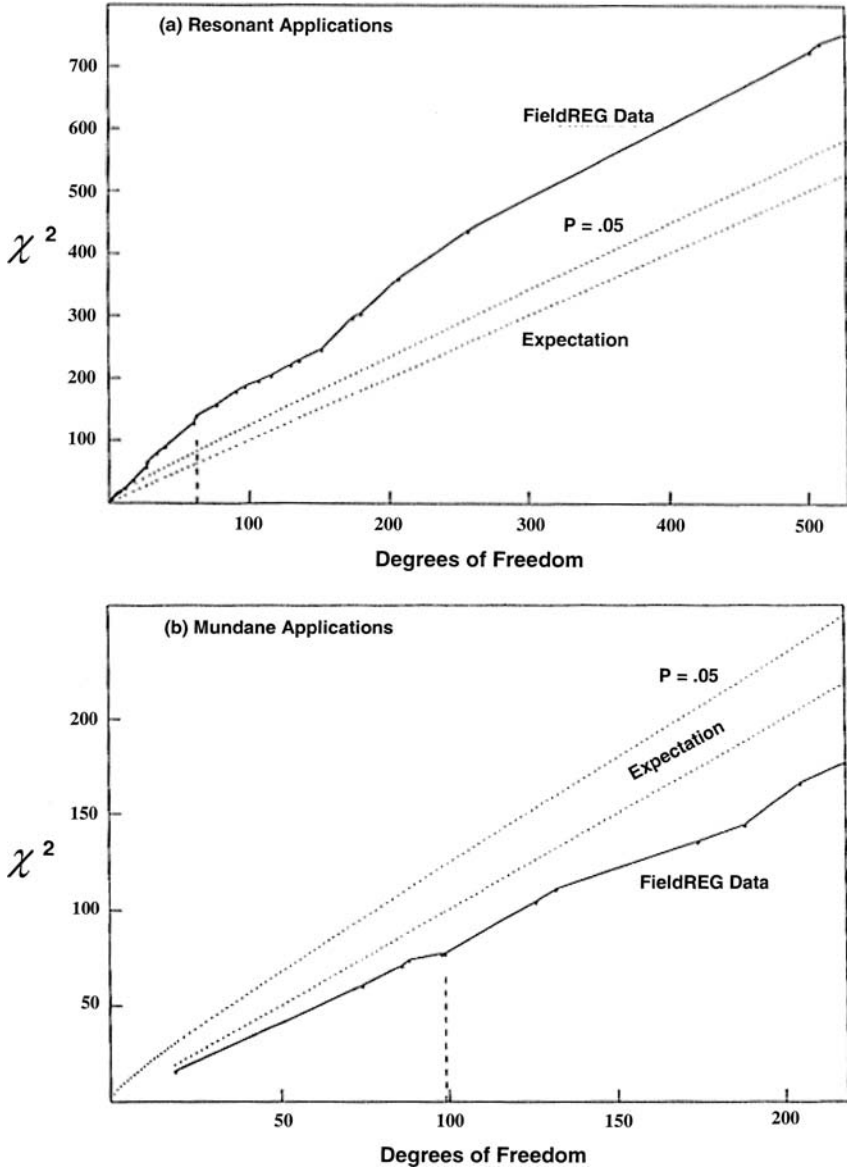 (a) Resonant Applications
700
600
500
400
300
200
100
χ 2
FieldREG Data
P = .05
Expectation
100
200
300
400
500
Degrees of Freedom
(b) Mundane Applications
200
150
100
50
χ 2
P = .05
Expectation
FieldREG Data
50
100
150
200
Degrees of Freedom